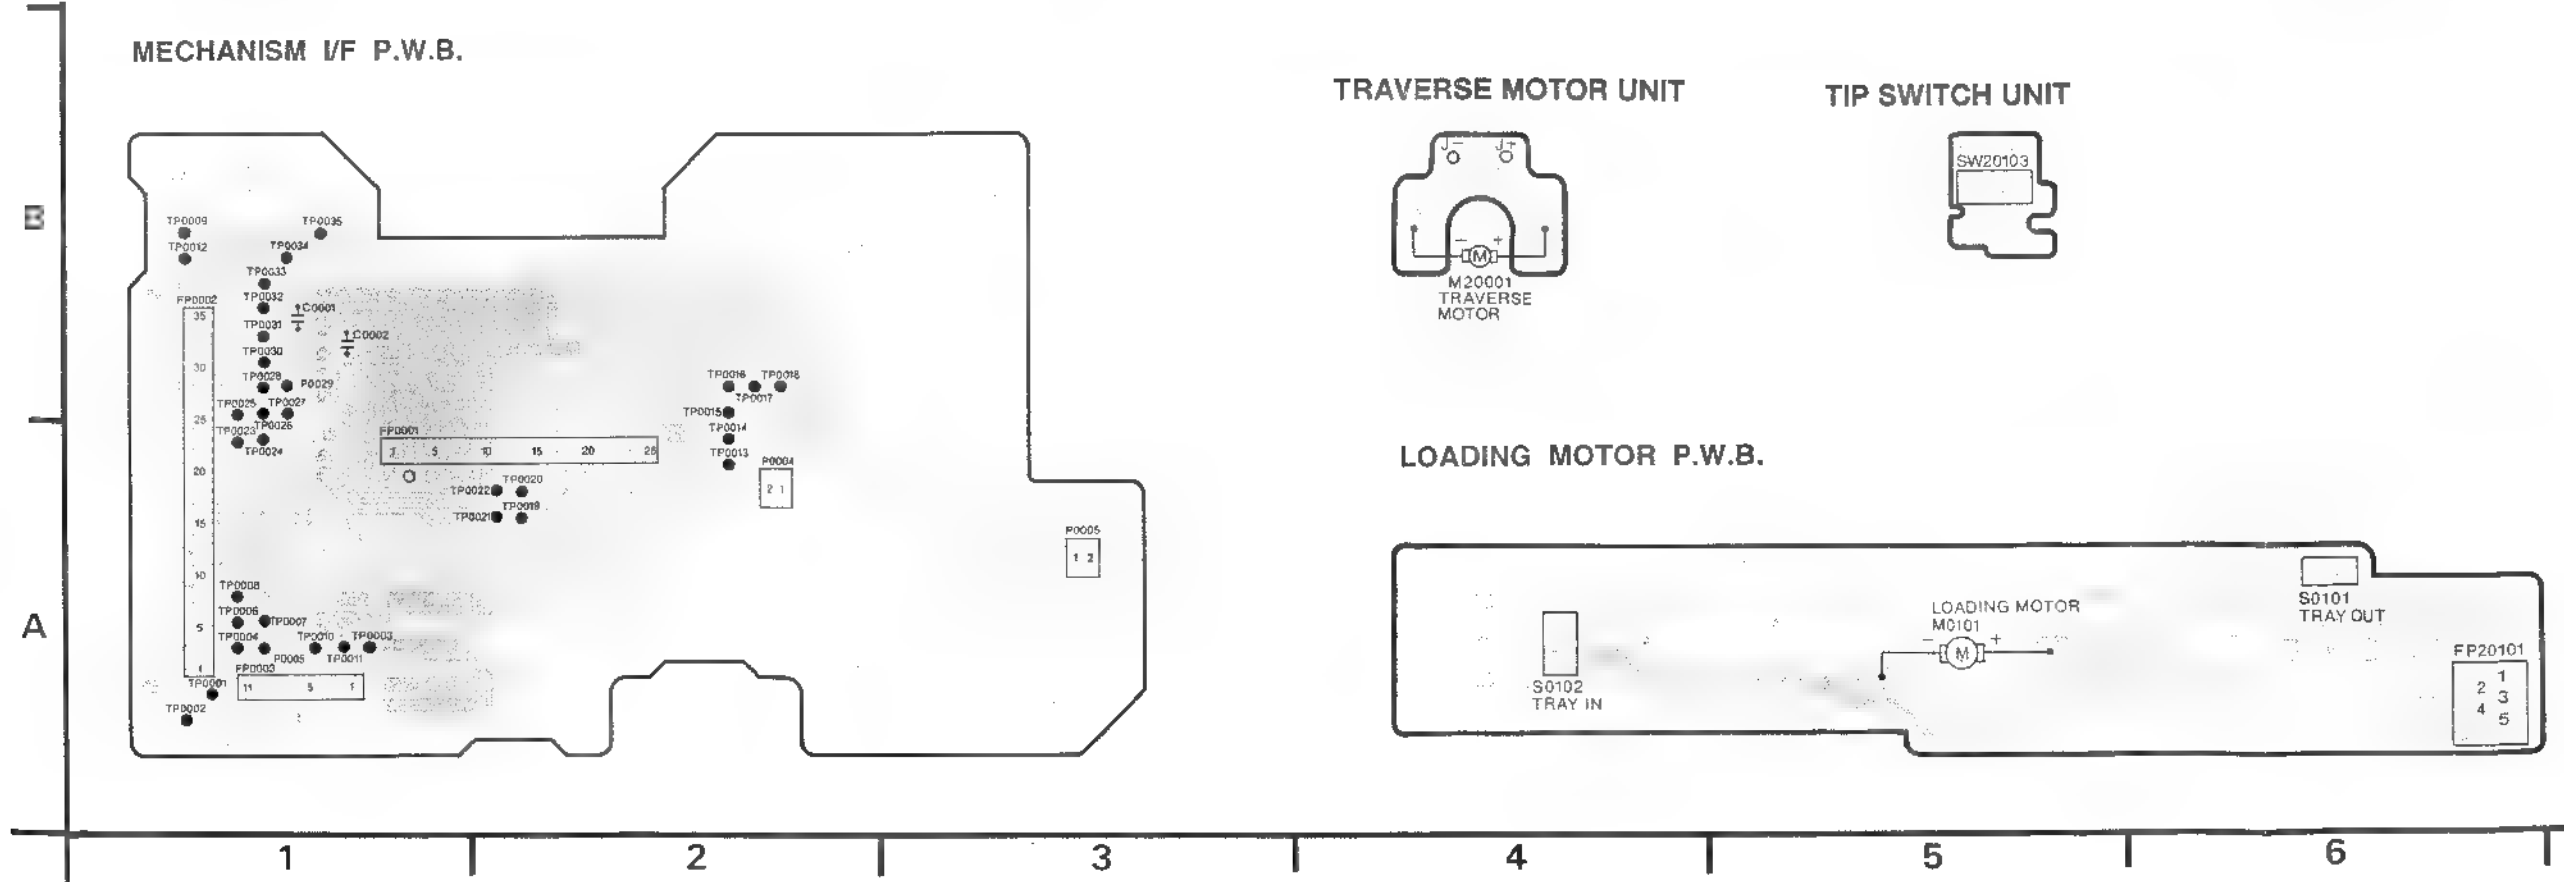 MECHANISM I/F P.W.B.
TRAVERSE MOTOR UNIT
TIP SWITCH UNIT
B
TP0009
TP0035
TP0012
TP0034
TP0033
FP0002
TP0032
C0001
35
TP0031
C0002
TP0030
30
TP0028
P0029
TP0025
TP0027
25
TP0023
TP0026
TP0024
20
15
10
5
1
FP0001
1 5 10 15 20 26
TP0022
TP0020
TP0021
TP0019
TP0016
TP0018
TP0017
TP0015
TP0014
TP0013
P0004
2 1
P0005
1 2
TP0008
TP0006
TP0007
TP0004
P0005
TP0010
TP0011
TP0003
FP0003
11 5 1
TP0001
TP0002
J- J+
- +
M
M20001
TRAVERSE
MOTOR
SW20103
LOADING MOTOR P.W.B.
A
S0102
TRAY IN
LOADING MOTOR
M0101
- +
M
S0101
TRAY OUT
FP20101
1
2
3
4
5
1 2 3 4 5 6